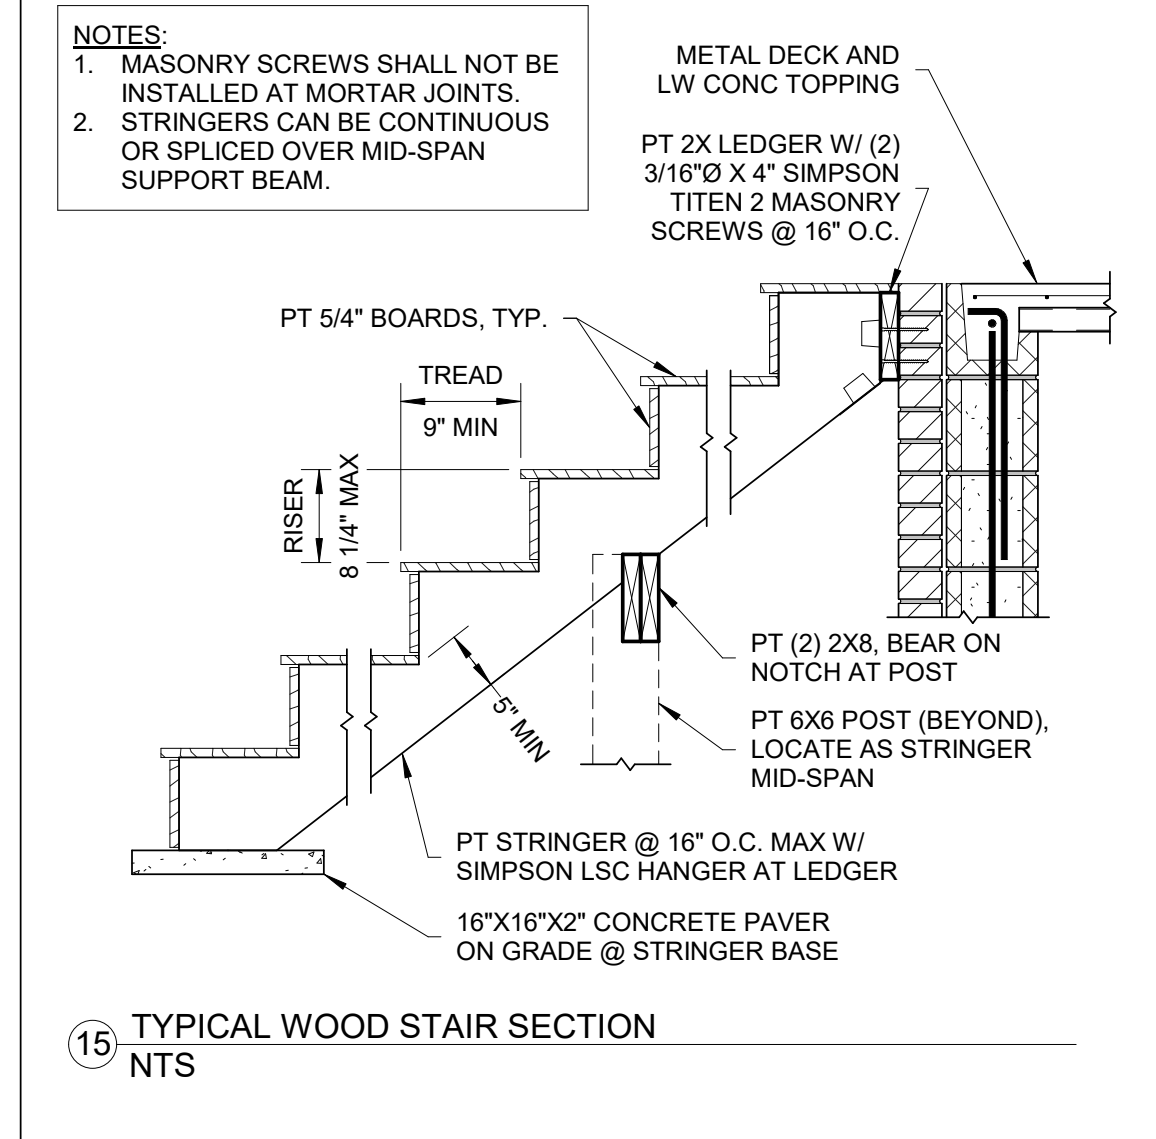 NOTES:
1. MASONRY SCREWS SHALL NOT BE
INSTALLED AT MORTAR JOINTS.
2. STRINGERS CAN BE CONTINUOUS
OR SPLICED OVER MID-SPAN
SUPPORT BEAM.
METAL DECK AND
LW CONC TOPPING
PT 2X LEDGER W/ (2)
3/16"Ø X 4" SIMPSON
TITEN 2 MASONRY
SCREWS @ 16" O.C.
PT 5/4" BOARDS, TYP.
TREAD
9" MIN
RISER
8 1/4" MAX
5" MIN
PT (2) 2X8, BEAR ON
NOTCH AT POST
PT 6X6 POST (BEYOND),
LOCATE AS STRINGER
MID-SPAN
PT STRINGER @ 16" O.C. MAX W/
SIMPSON LSC HANGER AT LEDGER
16"X16"X2" CONCRETE PAVER
ON GRADE @ STRINGER BASE
15 TYPICAL WOOD STAIR SECTION
NTS